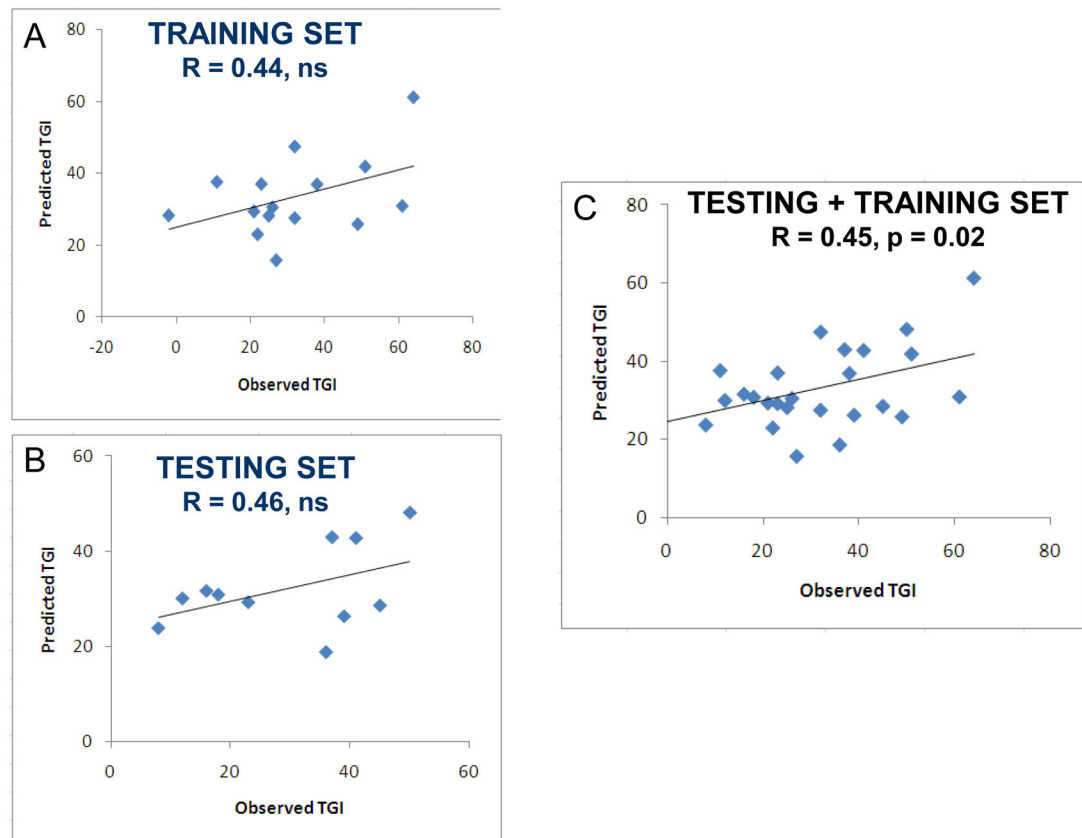 A
TRAINING SET
R = 0.44, ns
80
60
40
20
0
-20
0
20
40
60
80
Predicted TGI
Observed TGI
B
TESTING SET
R = 0.46, ns
60
40
20
0
0
20
40
60
Predicted TGI
Observed TGI
C
TESTING + TRAINING SET
R = 0.45, p = 0.02
80
60
40
20
0
0
20
40
60
80
Predicted TGI
Observed TGI